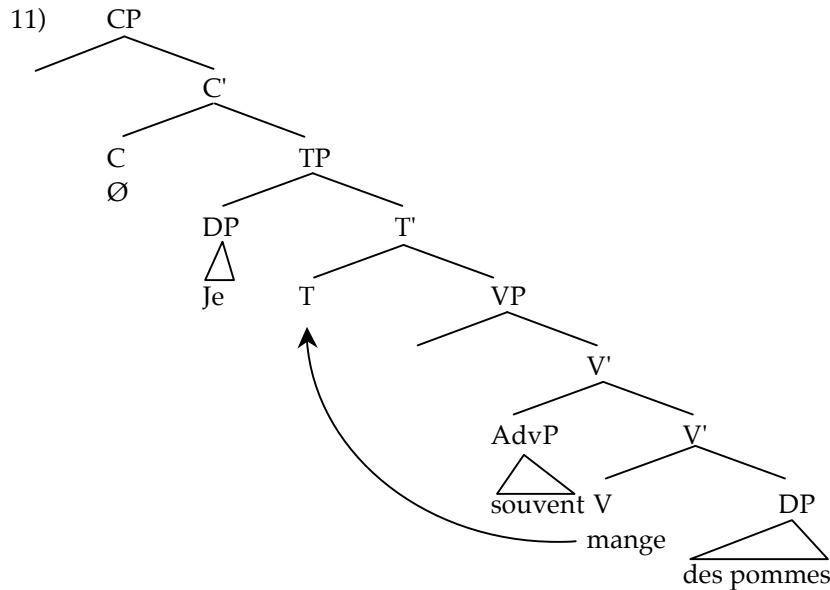 11) CP
C'
C TP
Ø
DP T'
Je T VP
V'
AdvP V'
souvent V DP
mange
des pommes